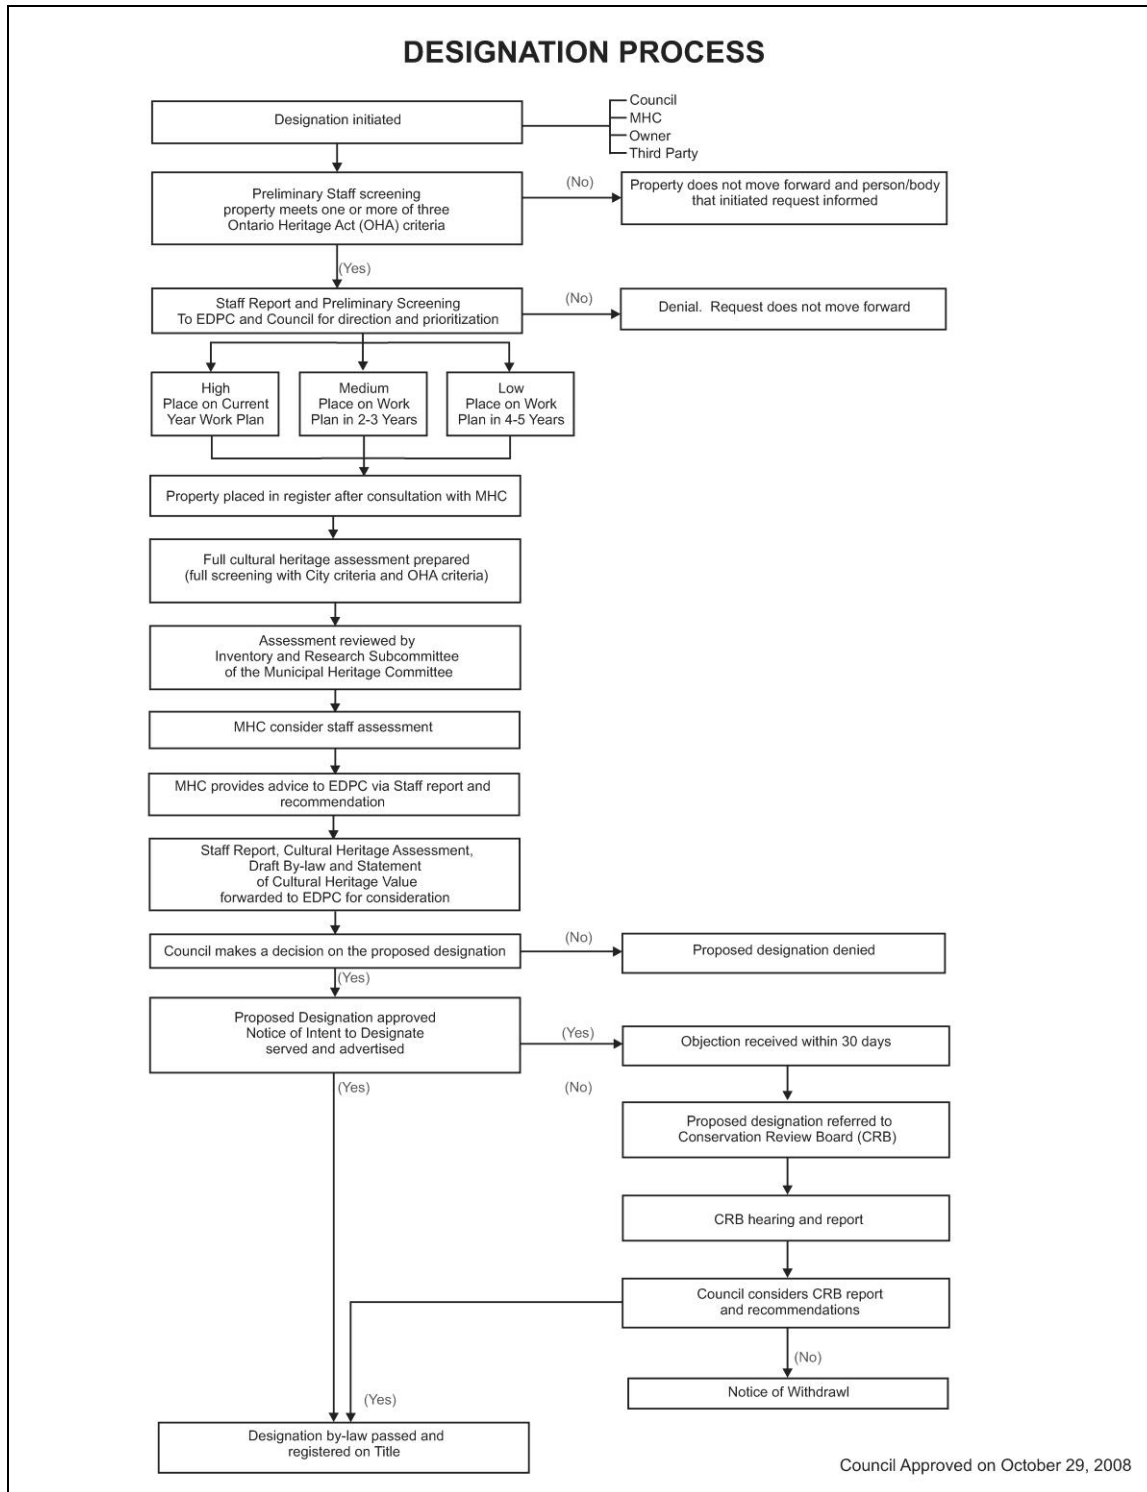 DESIGNATION PROCESS
Designation initiated
Council
MHC
Owner
Third Party
Preliminary Staff screening
property meets one or more of three
Ontario Heritage Act (OHA) criteria
(No)
Property does not move forward and person/body
that initiated request informed
(Yes)
Staff Report and Preliminary Screening
To EDPC and Council for direction and prioritization
(No)
Denial. Request does not move forward
High
Place on Current
Year Work Plan
Medium
Place on Work
Plan in 2-3 Years
Low
Place on Work
Plan in 4-5 Years
Property placed in register after consultation with MHC
Full cultural heritage assessment prepared
(full screening with City criteria and OHA criteria)
Assessment reviewed by
Inventory and Research Subcommittee
of the Municipal Heritage Committee
MHC consider staff assessment
MHC provides advice to EDPC via Staff report and
recommendation
Staff Report, Cultural Heritage Assessment,
Draft By-law and Statement
of Cultural Heritage Value
forwarded to EDPC for consideration
Council makes a decision on the proposed designation
(No)
Proposed designation denied
(Yes)
Proposed Designation approved
Notice of Intent to Designate
served and advertised
(Yes)
Objection received within 30 days
(Yes)
(No)
Proposed designation referred to
Conservation Review Board (CRB)
CRB hearing and report
Council considers CRB report
and recommendations
(No)
Notice of Withdrawl
(Yes)
Designation by-law passed and
registered on Title
Council Approved on October 29, 2008